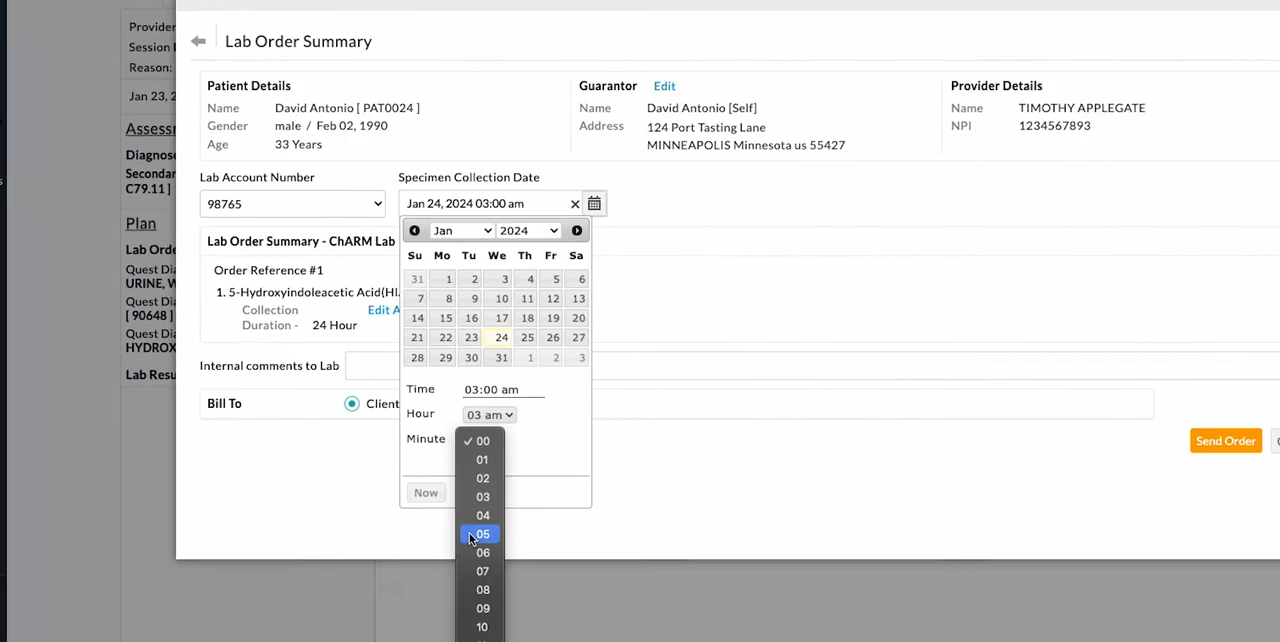 Provider
Session
Reason:
Jan 23, 2
Assess
Diagnose
Secondar
C79.11 ]
Plan
Lab Orde
Quest Dia
URINE, W
Quest Dia
[ 90648 ]
Quest Dia
HYDROX
Lab Resu
Lab Order Summary
Patient Details
Name David Antonio [ PAT0024 ]
Gender male / Feb 02, 1990
Age 33 Years
Guarantor Edit
Name David Antonio [Self]
Address 124 Port Tasting Lane
MINNEAPOLIS Minnesota us 55427
Provider Details
Name TIMOTHY APPLEGATE
NPI 1234567893
Lab Account Number
98765
Specimen Collection Date
Jan 24, 2024 03:00 am
Jan 2024
Su Mo Tu We Th Fr Sa
31 1 2 3 4 5 6
7 8 9 10 11 12 13
14 15 16 17 18 19 20
21 22 23 24 25 26 27
28 29 30 31 1 2 3
Time 03:00 am
Hour 03 am
Minute
00
01
02
03
04
05
06
07
08
09
10
Now
Lab Order Summary - ChARM Lab
Order Reference #1
1. 5-Hydroxyindoleacetic Acid(HI
Collection
Duration - 24 Hour
Edit A
Internal comments to Lab
Bill To Client
Send Order